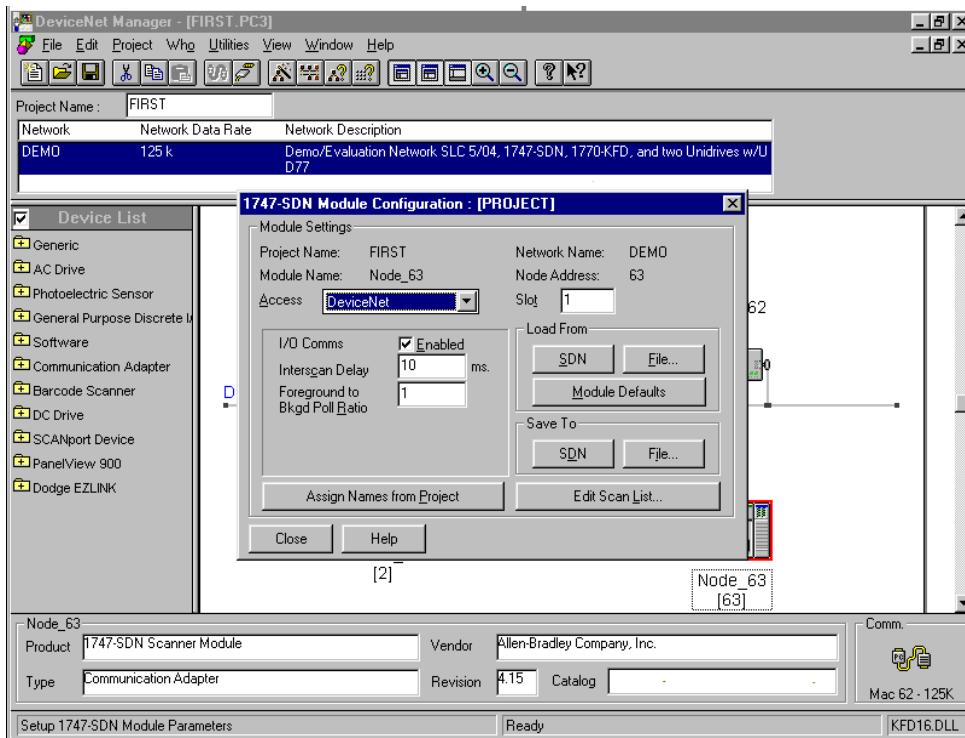 DeviceNet Manager - [FIRST.PC3]
File Edit Project Who Utilities View Window Help
Project Name : FIRST
Network Network Data Rate Network Description
DEMO 125 k Demo/Evaluation Network SLC 5/04, 1747-SDN, 1770-KFD, and two Unidrives w/U
D77
1747-SDN Module Configuration : [PROJECT]
Module Settings
Project Name: FIRST Network Name: DEMO
Module Name: Node_63 Node Address: 63
Access DeviceNet Slot 1
I/O Comms Enabled
Interscan Delay 10 ms.
Foreground to
Bkgd Poll Ratio 1
Load From
SDN File...
Module Defaults
Save To
SDN File...
Assign Names from Project Edit Scan List...
Close Help
Device List
Generic
AC Drive
Photoelectric Sensor
General Purpose Discrete I/
Software
Communication Adapter
Barcode Scanner
DC Drive
SCANport Device
PanelView 900
Dodge EZLINK
62
D
[2]
Node_63
[63]
Node_63
Product 1747-SDN Scanner Module Vendor Allen-Bradley Company, Inc.
Type Communication Adapter Revision 4.15 Catalog
Comm.
Mac 62 - 125K
Setup 1747-SDN Module Parameters Ready KFD16.DLL